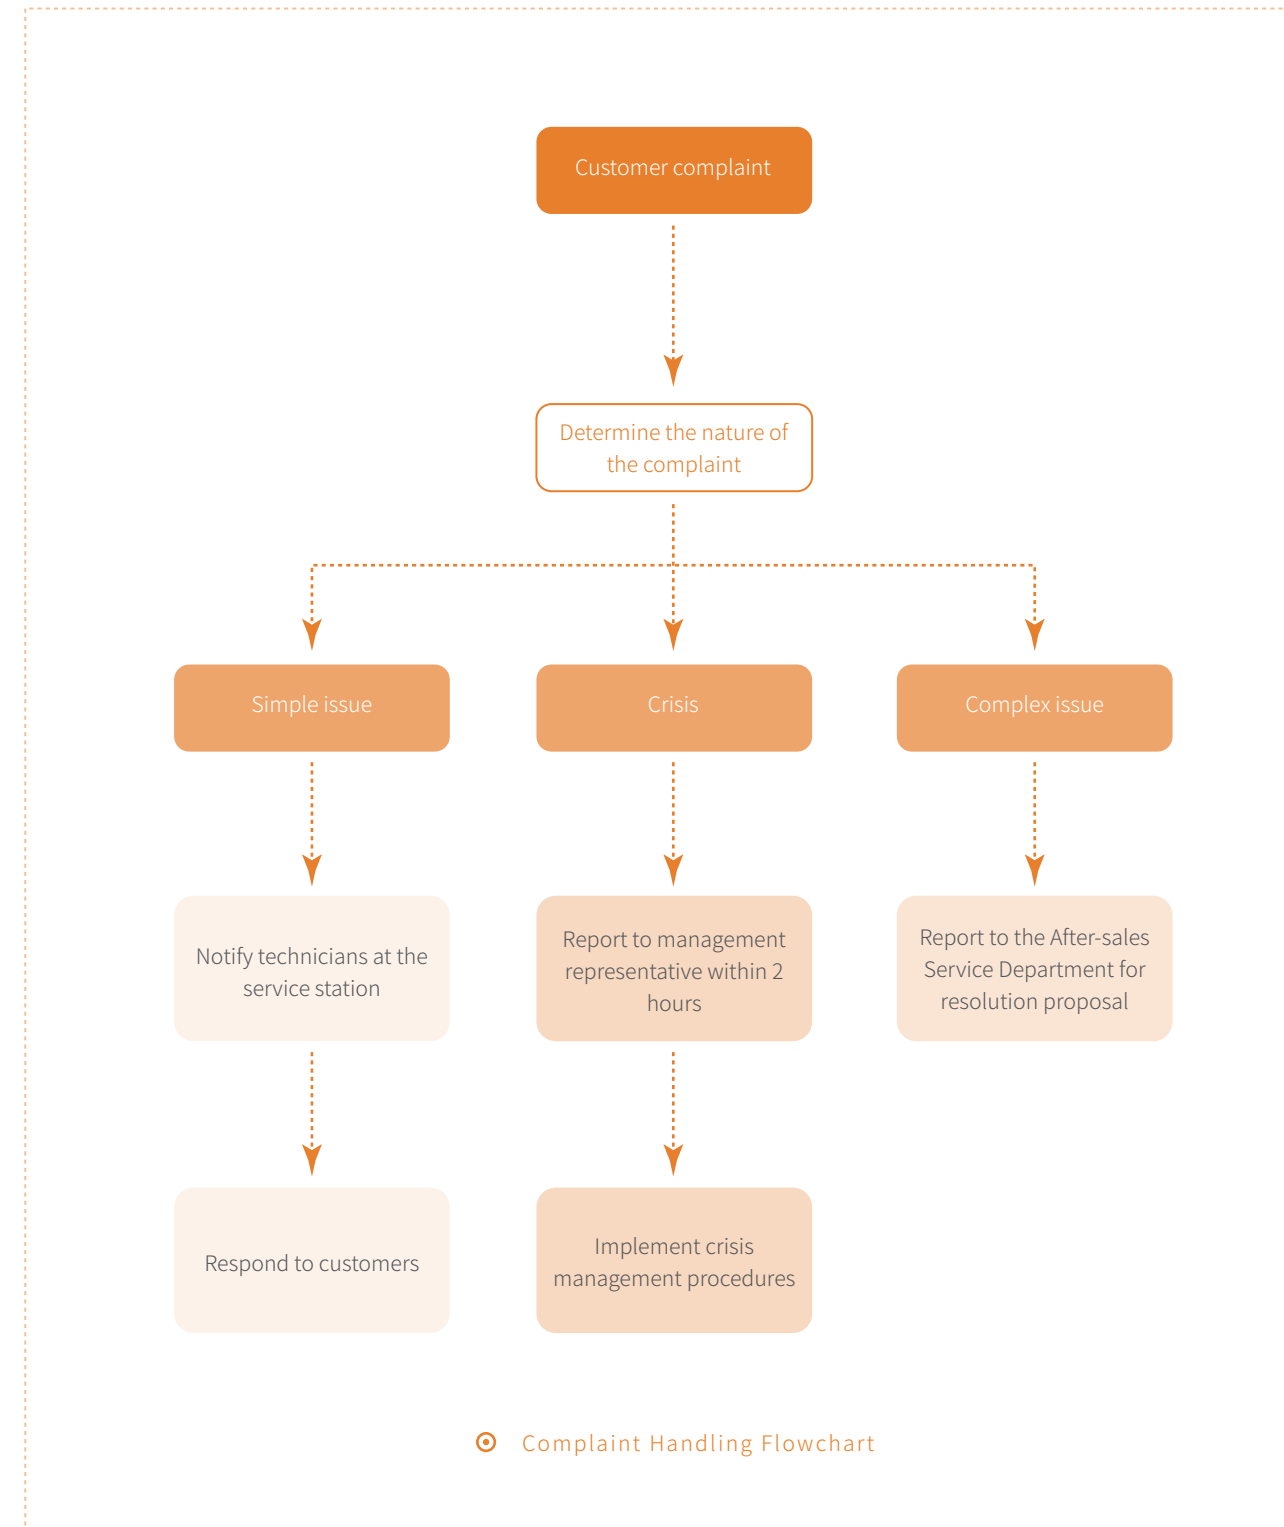 Customer complaint
Determine the nature of
the complaint
Simple issue
Crisis
Complex issue
Notify technicians at the
service station
Report to management
representative within 2
hours
Report to the After-sales
Service Department for
resolution proposal
Respond to customers
Implement crisis
management procedures
Complaint Handling Flowchart